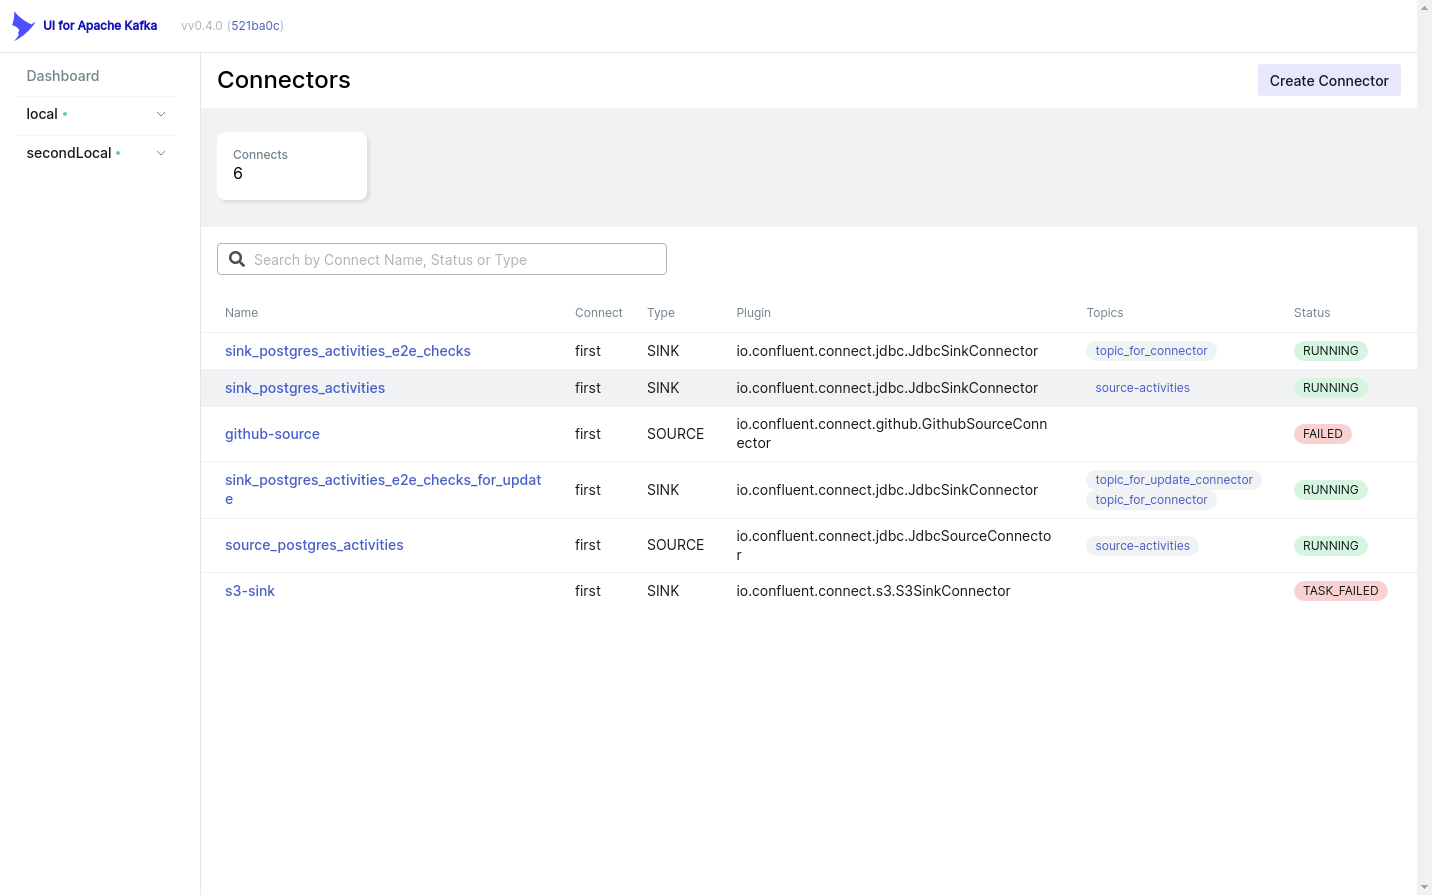 UI for Apache Kafka vv0.4.0 (521ba0c)
Dashboard
local
secondLocal
Connectors
Create Connector
Connects
6
Search by Connect Name, Status or Type
Name Connect Type Plugin Topics Status
sink_postgres_activities_e2e_checks first SINK io.confluent.connect.jdbc.JdbcSinkConnector topic_for_connector RUNNING
sink_postgres_activities first SINK io.confluent.connect.jdbc.JdbcSinkConnector source-activities RUNNING
github-source first SOURCE io.confluent.connect.github.GithubSourceConn
ector FAILED
sink_postgres_activities_e2e_checks_for_updat
e first SINK io.confluent.connect.jdbc.JdbcSinkConnector topic_for_update_connector
topic_for_connector RUNNING
source_postgres_activities first SOURCE io.confluent.connect.jdbc.JdbcSourceConnecto
r source-activities RUNNING
s3-sink first SINK io.confluent.connect.s3.S3SinkConnector TASK_FAILED